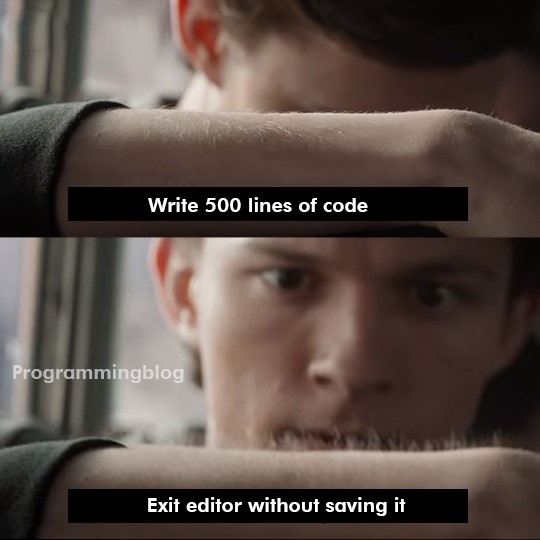 Write 500 lines of code
Programmingblog
Exit editor without saving it